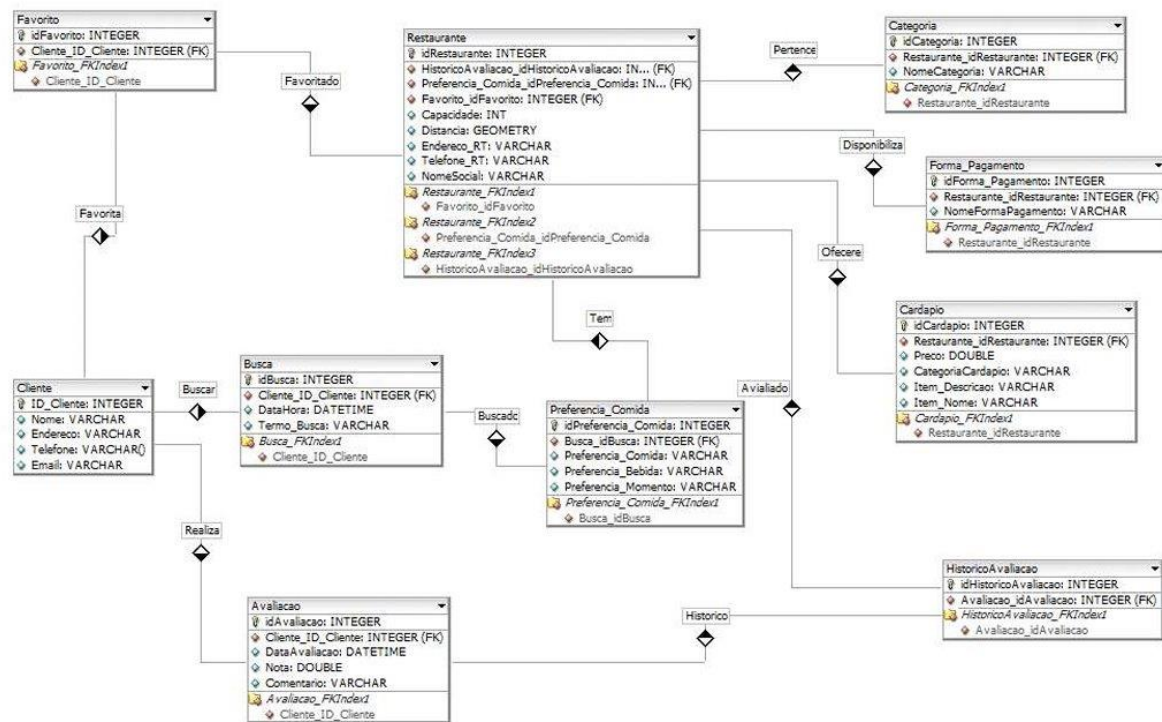 Favorito
idFavorito: INTEGER
Cliente_ID_Cliente: INTEGER (FK)
Favorito_FKIndex1
Cliente_ID_Cliente
Favoritado
Restaurante
idRestaurante: INTEGER
HistoricoAvaliacao_idHistoricoAvaliacao: IN... (FK)
Preferencia_Comida_idPreferencia_Comida: IN... (FK)
Favorito_idFavorito: INTEGER (FK)
Capacidade: INT
Distancia: GEOMETRY
Endereco_RT: VARCHAR
Telefone_RT: VARCHAR
NomeSocial: VARCHAR
Restaurante_FKIndex1
Favorito_idFavorito
Restaurante_FKIndex2
Preferencia_Comida_idPreferencia_Comida
Restaurante_FKIndex3
HistoricoAvaliacao_idHistoricoAvaliacao
Pertence
Categoria
idCategoria: INTEGER
Restaurante_idRestaurante: INTEGER (FK)
NomeCategoria: VARCHAR
Categoria_FKIndex1
Restaurante_idRestaurante
Disponibiliza
Forma_Pagamento
idForma_Pagamento: INTEGER
Restaurante_idRestaurante: INTEGER (FK)
NomeFormaPagamento: VARCHAR
Forma_Pagamento_FKIndex1
Restaurante_idRestaurante
Favorita
Ofecere
Cardapio
idCardapio: INTEGER
Restaurante_idRestaurante: INTEGER (FK)
Preco: DOUBLE
CategoriaCardapio: VARCHAR
Item_Descricao: VARCHAR
Item_Nome: VARCHAR
Cardapio_FKIndex1
Restaurante_idRestaurante
Tem
Cliente
ID_Cliente: INTEGER
Nome: VARCHAR
Endereco: VARCHAR
Telefone: VARCHAR()
Email: VARCHAR
Buscar
Busca
idBusca: INTEGER
Cliente_ID_Cliente: INTEGER (FK)
DataHora: DATETIME
Termo_Busca: VARCHAR
Busca_FKIndex1
Cliente_ID_Cliente
Buscadc
Preferencia_Comida
idPreferencia_Comida: INTEGER
Busca_idBusca: INTEGER (FK)
Preferencia_Comida: VARCHAR
Preferencia_Bebida: VARCHAR
Preferencia_Momento: VARCHAR
Preferencia_Comida_FKIndex1
Busca_idBusca
Avialiado
Realiza
Avaliacao
idAvaliacao: INTEGER
Cliente_ID_Cliente: INTEGER (FK)
DataAvaliacao: DATETIME
Nota: DOUBLE
Comentario: VARCHAR
Avaliacao_FKIndex1
Cliente_ID_Cliente
Historico
HistoricoAvaliacao
idHistoricoAvaliacao: INTEGER
Avaliacao_idAvaliacao: INTEGER (FK)
HistoricoAvaliacao_FKIndex1
Avaliacao_idAvaliacao